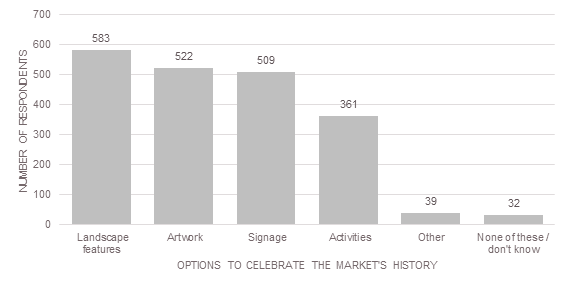 700
600
500
400
300
200
100
0
NUMBER OF RESPONDENTS
583
522
509
361
39
32
Landscape
features
Artwork
Signage
Activities
Other
None of these /
don't know
OPTIONS TO CELEBRATE THE MARKET'S HISTORY